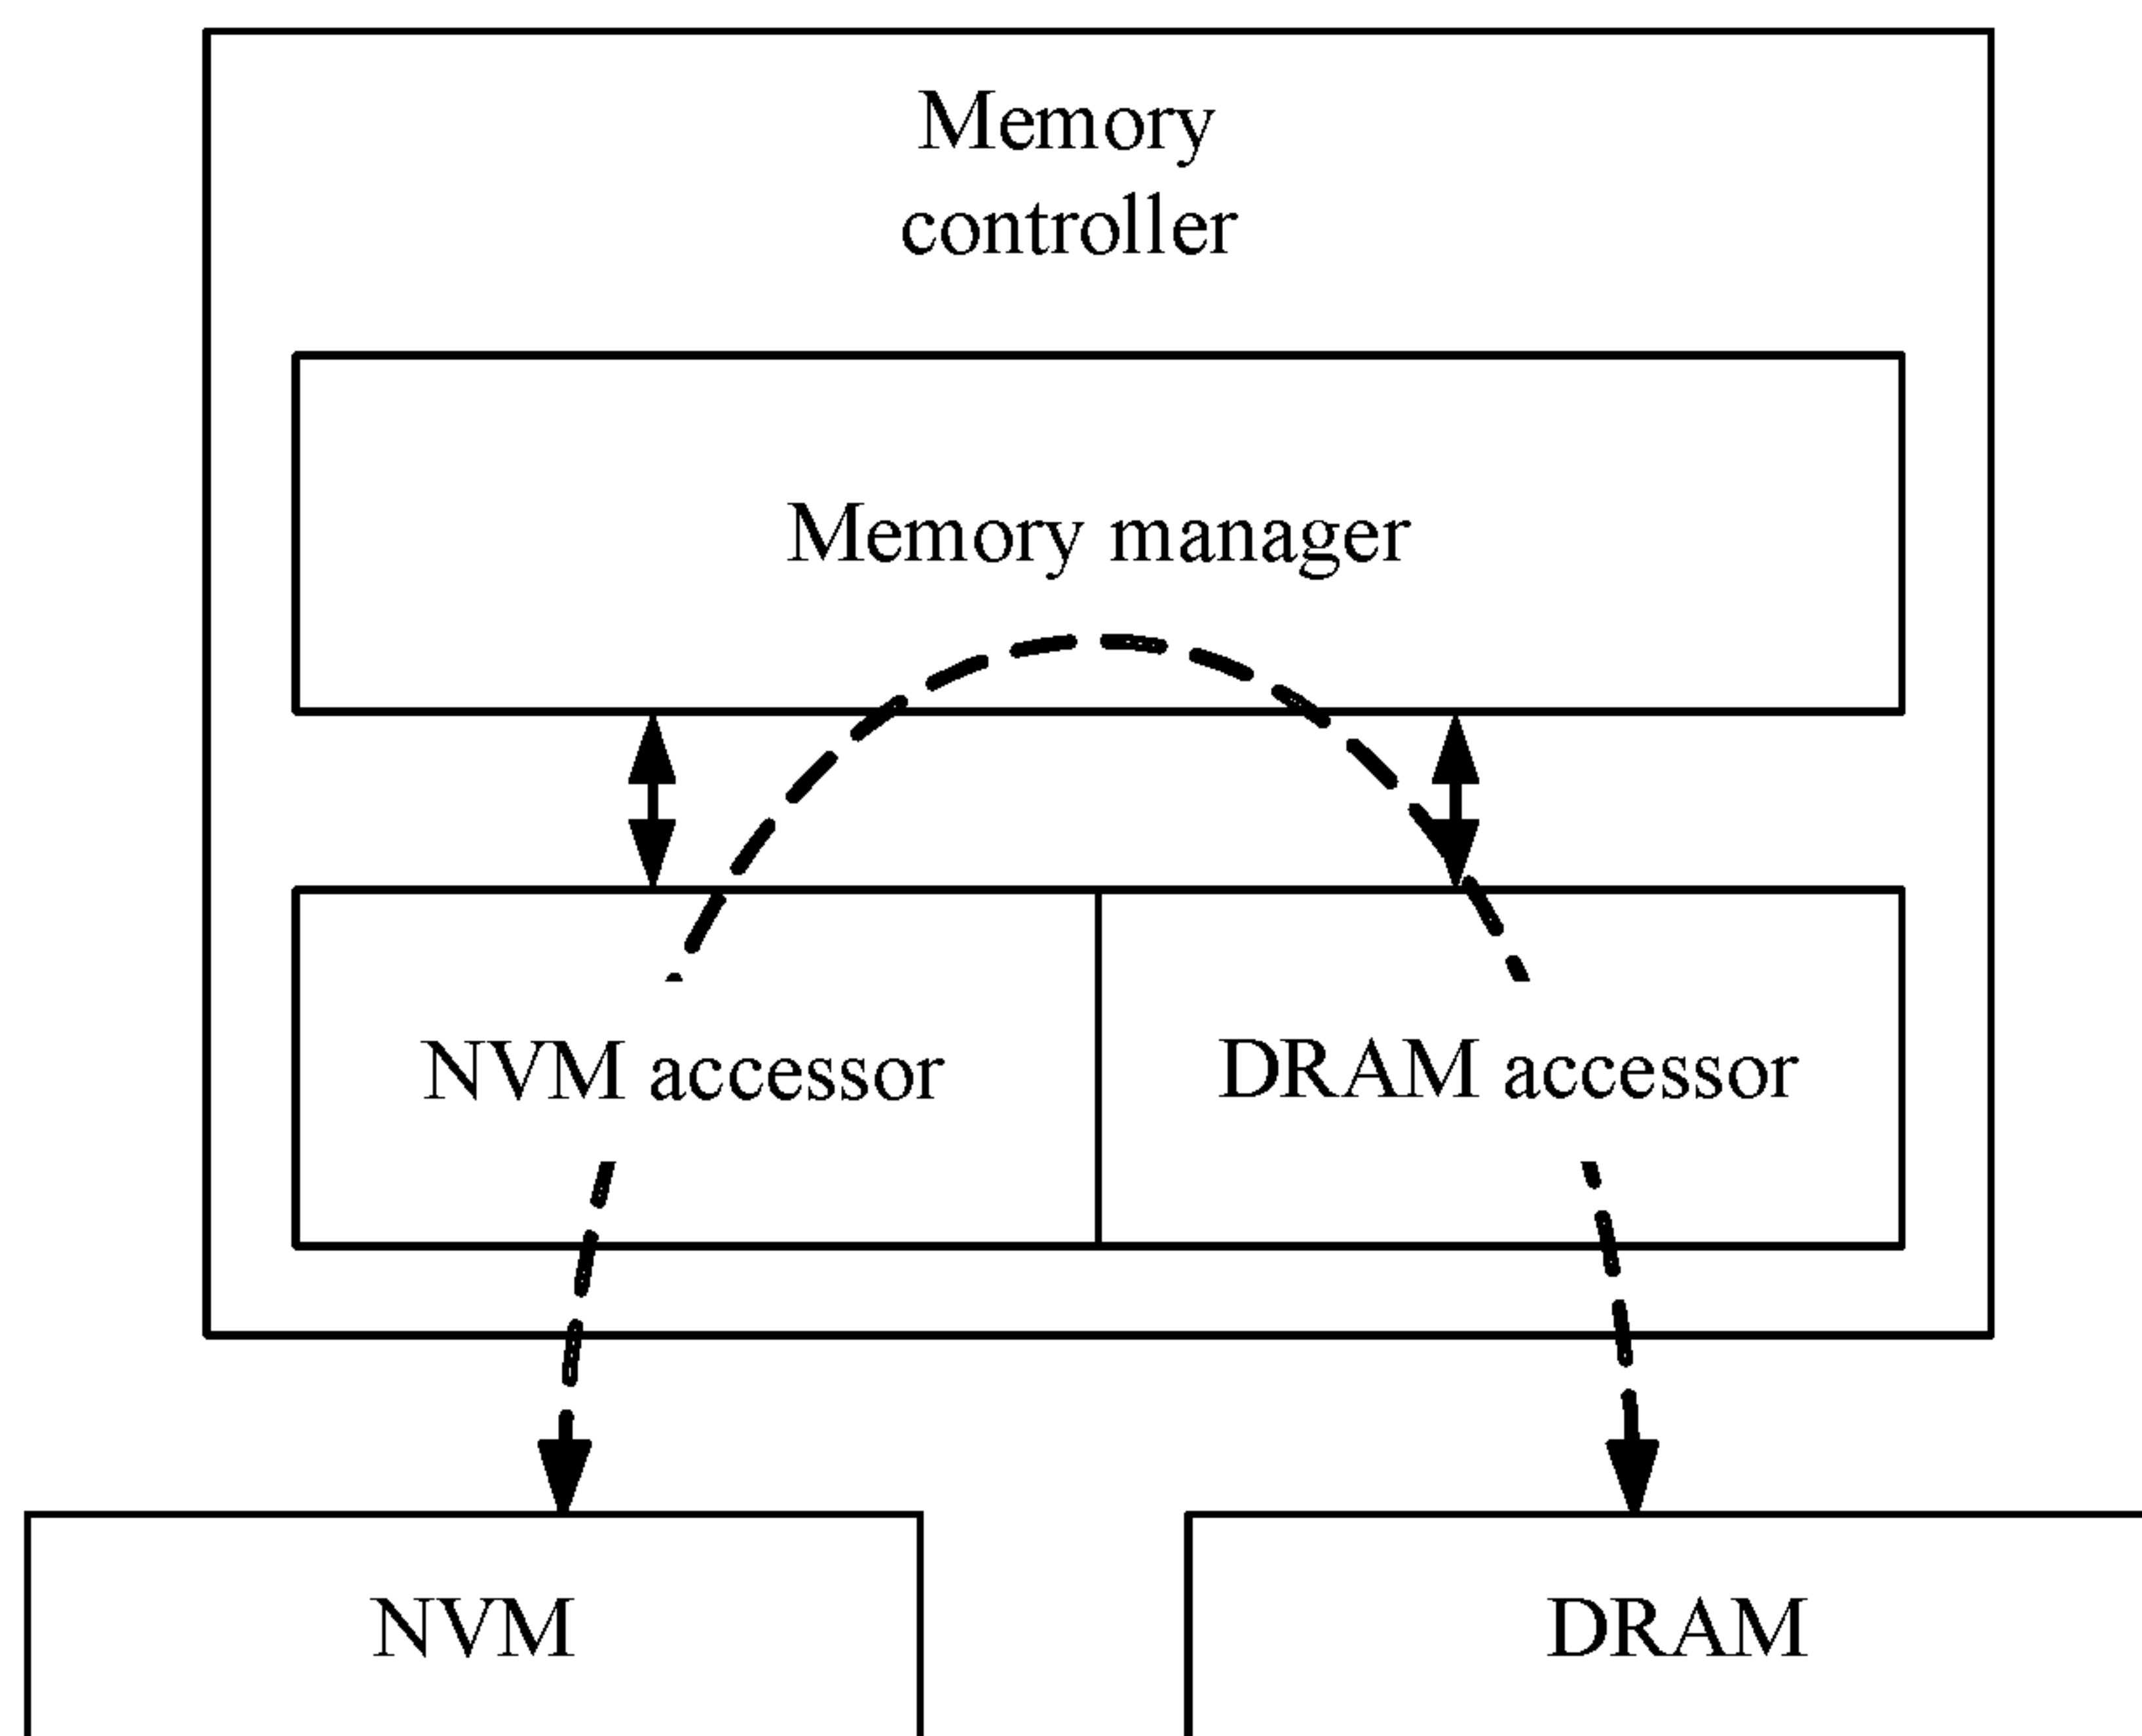 Memory
controller
Memory manager
NVM accessor
DRAM accessor
NVM
DRAM